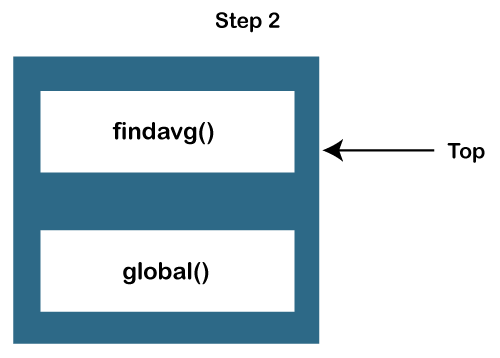 Step 2
findavg()
Top
global()